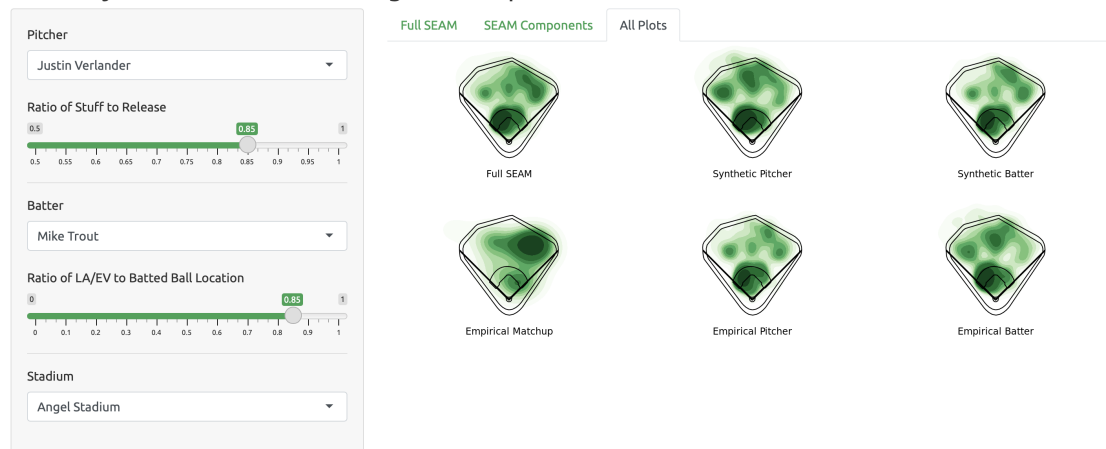 Pitcher
Justin Verlander
Ratio of Stuff to Release
0.5 0.85 1
0.5 0.55 0.6 0.65 0.7 0.75 0.8 0.85 0.9 0.95 1
Batter
Mike Trout
Ratio of LA/EV to Batted Ball Location
0 0.85 1
0 0.1 0.2 0.3 0.4 0.5 0.6 0.7 0.8 0.9 1
Stadium
Angel Stadium
Full SEAM SEAM Components All Plots
Full SEAM Synthetic Pitcher Synthetic Batter
Empirical Matchup Empirical Pitcher Empirical Batter